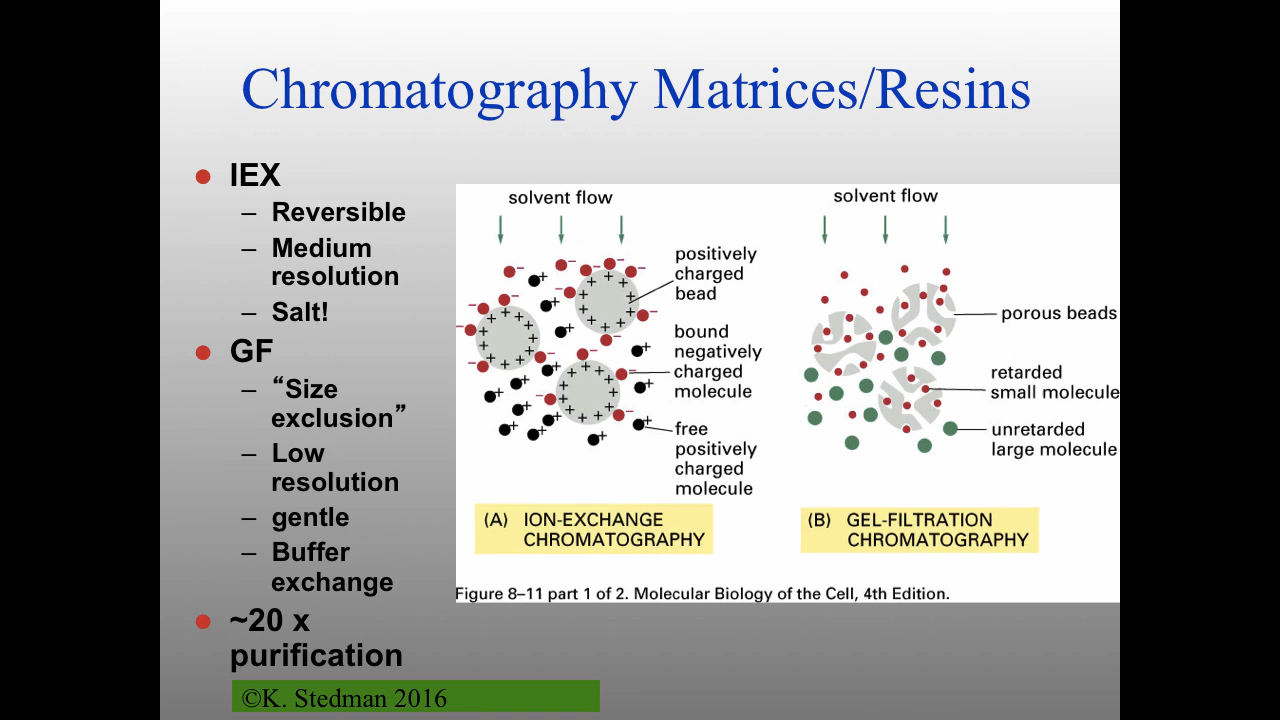 Chromatography Matrices/Resins
● IEX
– Reversible
– Medium
resolution
– Salt!
● GF
– “Size
exclusion”
– Low
resolution
– gentle
– Buffer
exchange
● ~20 x
purification
©K. Stedman 2016
solvent flow
positively
charged
bead
bound
negatively
charged
molecule
free
positively
charged
molecule
(A) ION-EXCHANGE
CHROMATOGRAPHY
solvent flow
porous beads
retarded
small molecule
unretarded
large molecule
(B) GEL-FILTRATION
CHROMATOGRAPHY
Figure 8–11 part 1 of 2. Molecular Biology of the Cell, 4th Edition.